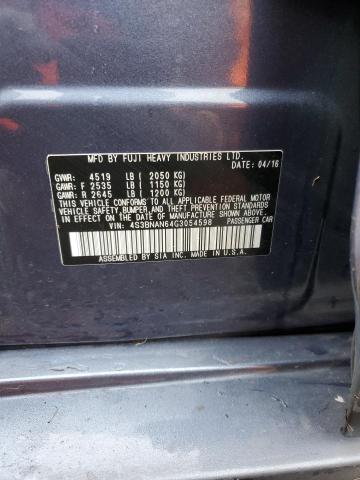 MFD BY FUJI HEAVY INDUSTRIES LTD. DATE: 04/16
GVWR: 4519 LB ( 2050 KG)
GAWR: F 2535 LB ( 1150 KG)
GAWR: R 2645 LB ( 1200 KG)
THIS VEHICLE CONFORMS TO ALL APPLICABLE FEDERAL MOTOR
VEHICLE SAFETY, BUMPER, AND THEFT PREVENTION STANDARDS
IN EFFECT ON THE DATE OF MANUFACTURE SHOWN ABOVE.
VIN: 4S3BNAN64G3054598 PASSENGER CAR
ASSEMBLED BY SIA INC. MADE IN U.S.A.